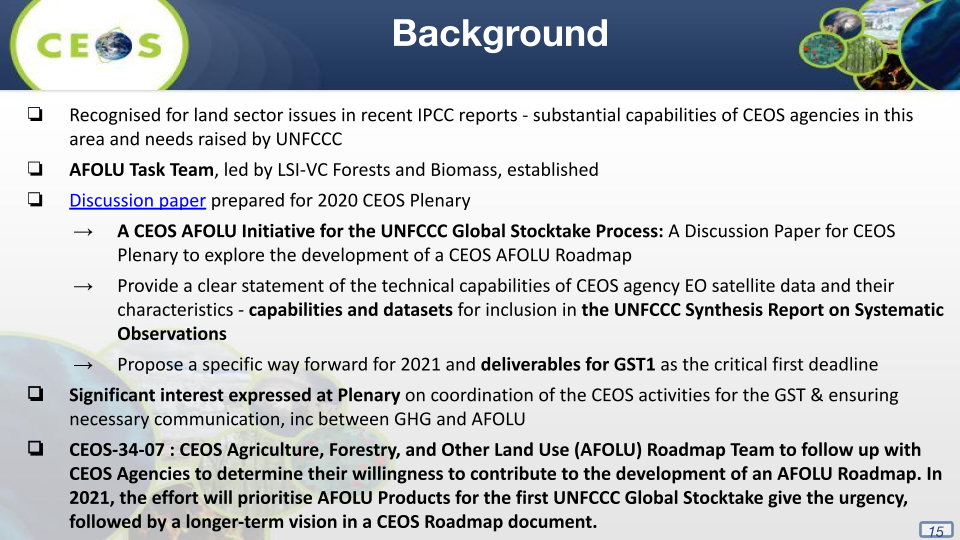 CEOS
Background
❑ Recognised for land sector issues in recent IPCC reports - substantial capabilities of CEOS agencies in this
area and needs raised by UNFCCC
❑ AFOLU Task Team, led by LSI-VC Forests and Biomass, established
❑ Discussion paper prepared for 2020 CEOS Plenary
→ A CEOS AFOLU Initiative for the UNFCCC Global Stocktake Process: A Discussion Paper for CEOS
Plenary to explore the development of a CEOS AFOLU Roadmap
→ Provide a clear statement of the technical capabilities of CEOS agency EO satellite data and their
characteristics - capabilities and datasets for inclusion in the UNFCCC Synthesis Report on Systematic
Observations
→ Propose a specific way forward for 2021 and deliverables for GST1 as the critical first deadline
❑ Significant interest expressed at Plenary on coordination of the CEOS activities for the GST & ensuring
necessary communication, inc between GHG and AFOLU
❑ CEOS-34-07 : CEOS Agriculture, Forestry, and Other Land Use (AFOLU) Roadmap Team to follow up with
CEOS Agencies to determine their willingness to contribute to the development of an AFOLU Roadmap. In
2021, the effort will prioritise AFOLU Products for the first UNFCCC Global Stocktake give the urgency,
followed by a longer-term vision in a CEOS Roadmap document.
15